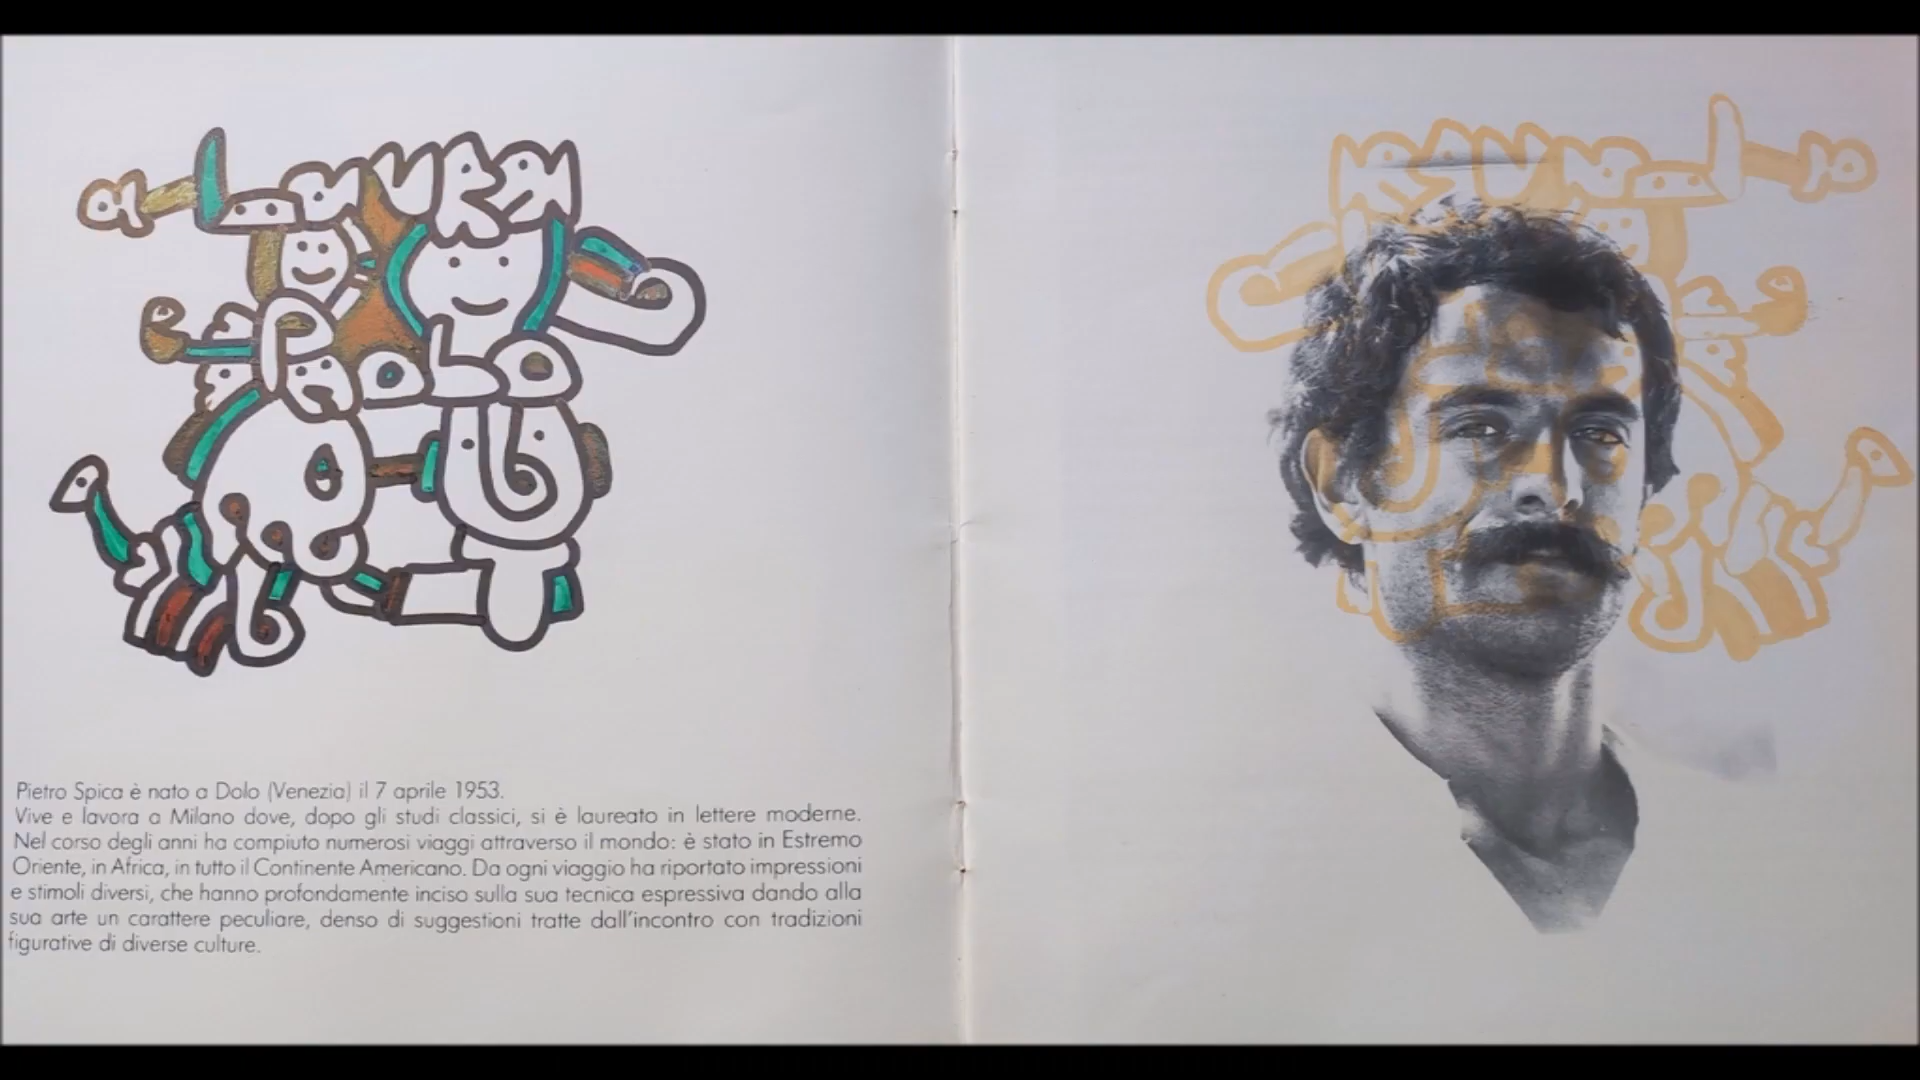 Pietro Spica è nato a Dolo (Venezia) il 7 aprile 1953.
Vive e lavora a Milano dove, dopo gli studi classici, si è laureato in lettere moderne.
Nel corso degli anni ha compiuto numerosi viaggi attraverso il mondo: è stato in Estremo
Oriente, in Africa, in tutto il Continente Americano. Da ogni viaggio ha riportato impressioni
e stimoli diversi, che hanno profondamente inciso sulla sua tecnica espressiva dando alla
sua arte un carattere peculiare, denso di suggestioni tratte dall'incontro con tradizioni
figurative di diverse culture.